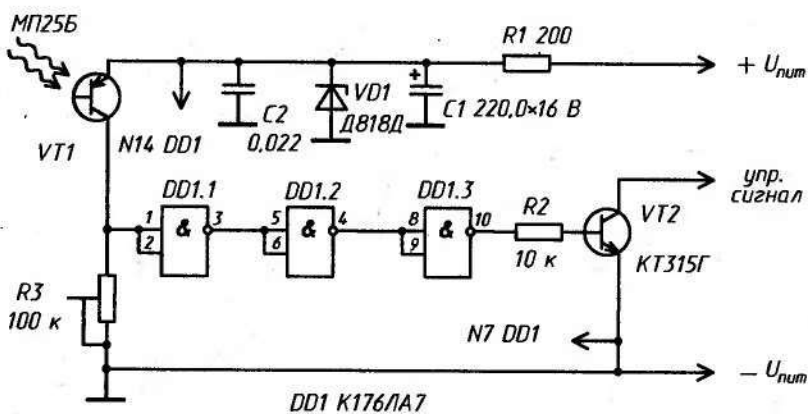 МП25Б
R1 200
+ Uпит
C2
0,022
VD1
Д818Д
+
C1 220,0×16 В
VT1
N14 DD1
упр.
сигнал
DD1.1
DD1.2
DD1.3
R2
10 к
VT2
КТ315Г
1
2
&
3
5
6
&
4
8
9
&
10
R3
100 к
N7 DD1
– Uпит
DD1 К176ЛА7